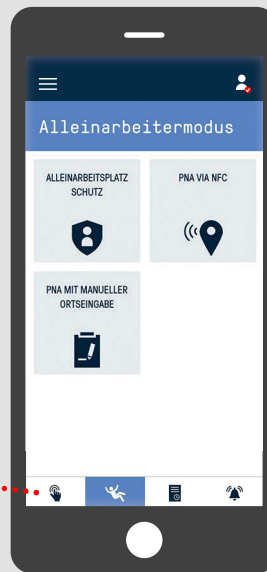 Alleinarbeitermodus
ALLEINARBEITSPLATZ
SCHUTZ
PNA VIA NFC
PNA MIT MANUELLER
ORTSEINGABE